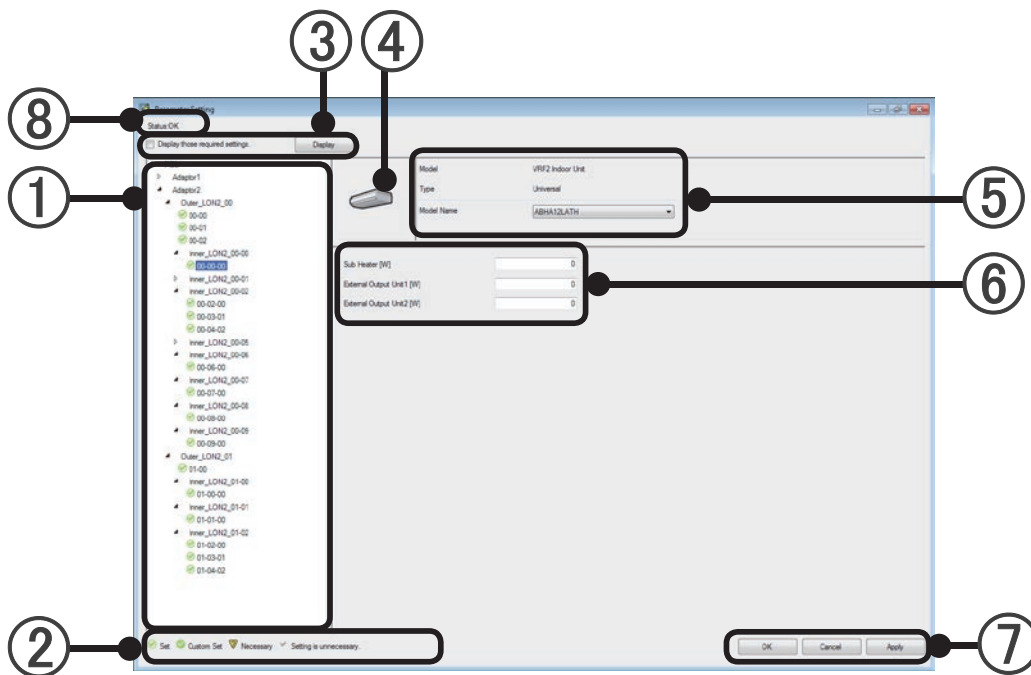 ③ ④
⑧
Parameter Setting
Status:OK
Display those required settings. Display
①
Adaptor1
Adaptor2
Outer_LON2_00
00-00
00-01
00-02
inner_LON2_00-00
00-00-00
inner_LON2_00-01
inner_LON2_00-02
00-02-00
00-03-01
00-04-02
inner_LON2_00-05
inner_LON2_00-06
00-06-00
inner_LON2_00-07
00-07-00
inner_LON2_00-08
00-08-00
inner_LON2_00-09
00-09-00
Outer_LON2_01
01-00
inner_LON2_01-00
01-00-00
inner_LON2_01-01
01-01-00
inner_LON2_01-02
01-02-00
01-03-01
01-04-02
Model VRF2 Indoor Unit
Type Universal
Model Name ABHA12LATH
⑤
Sub Heater [W] 0
External Output Unit1 [W] 0
External Output Unit2 [W] 0
⑥
②
Set Custom Set Necessary Setting is unnecessary.
OK Cancel Apply
⑦